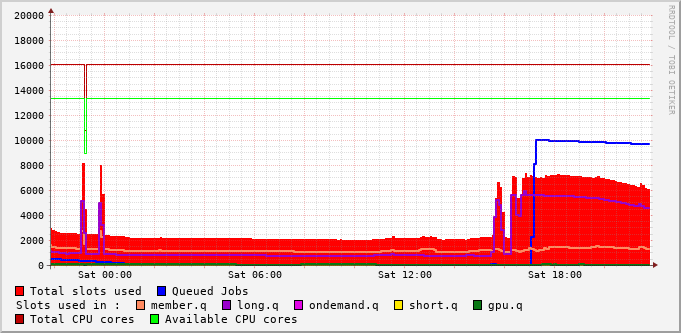 20000
18000
16000
14000
12000
10000
8000
6000
4000
2000
0
Sat 00:00 Sat 06:00 Sat 12:00 Sat 18:00
RRDTOOL / TOBI OETIKER
Total slots used Queued Jobs
Slots used in : member.q long.q ondemand.q short.q gpu.q
Total CPU cores Available CPU cores